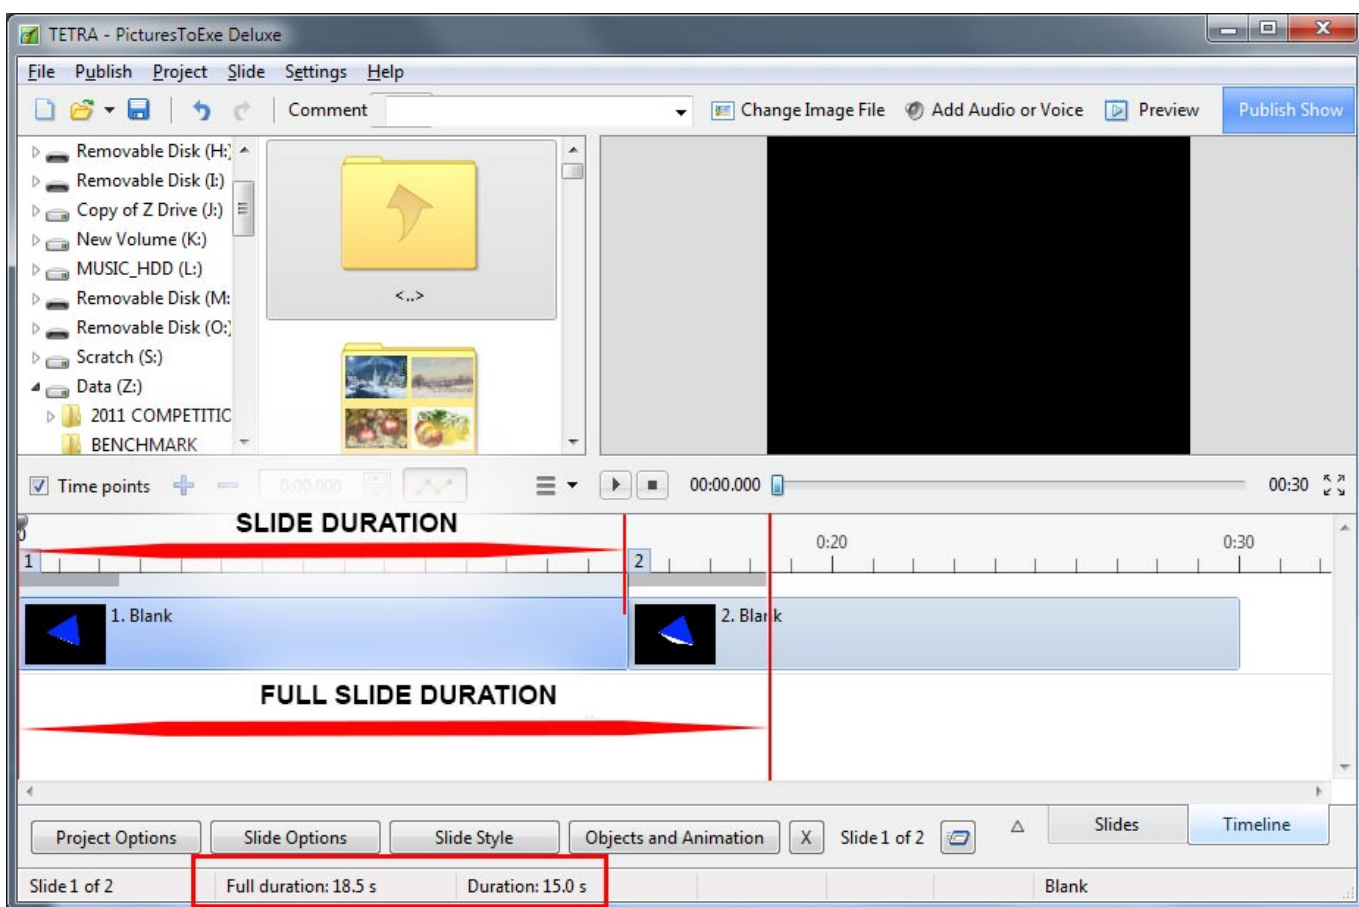 TETRA - PicturesToExe Deluxe
File Publish Project Slide Settings Help
Comment Change Image File Add Audio or Voice Preview Publish Show
Removable Disk (H:)
Removable Disk (I:)
Copy of Z Drive (J:)
New Volume (K:)
MUSIC_HDD (L:)
Removable Disk (M:
Removable Disk (O:)
Scratch (S:)
Data (Z:)
2011 COMPETITIC
BENCHMARK
<..>
Time points 0:00.000 00:00.000 00:30
SLIDE DURATION
0 0:20 0:30
1 2
1. Blank 2. Blank
FULL SLIDE DURATION
Project Options Slide Options Slide Style Objects and Animation X Slide 1 of 2 Slides Timeline
Slide 1 of 2 Full duration: 18.5 s Duration: 15.0 s Blank